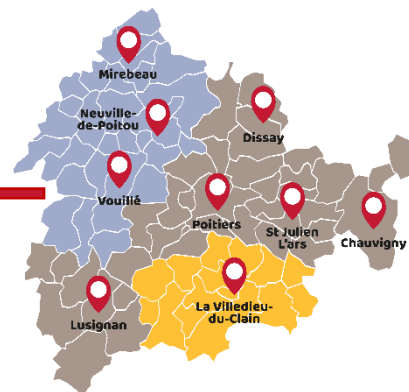 Mirebeau
Neuville-
de-Poitou
Dissay
Vouillé
Poitiers
St Julien
L'ars
Chauvigny
La Villedieu-
du-Clain
Lusignan